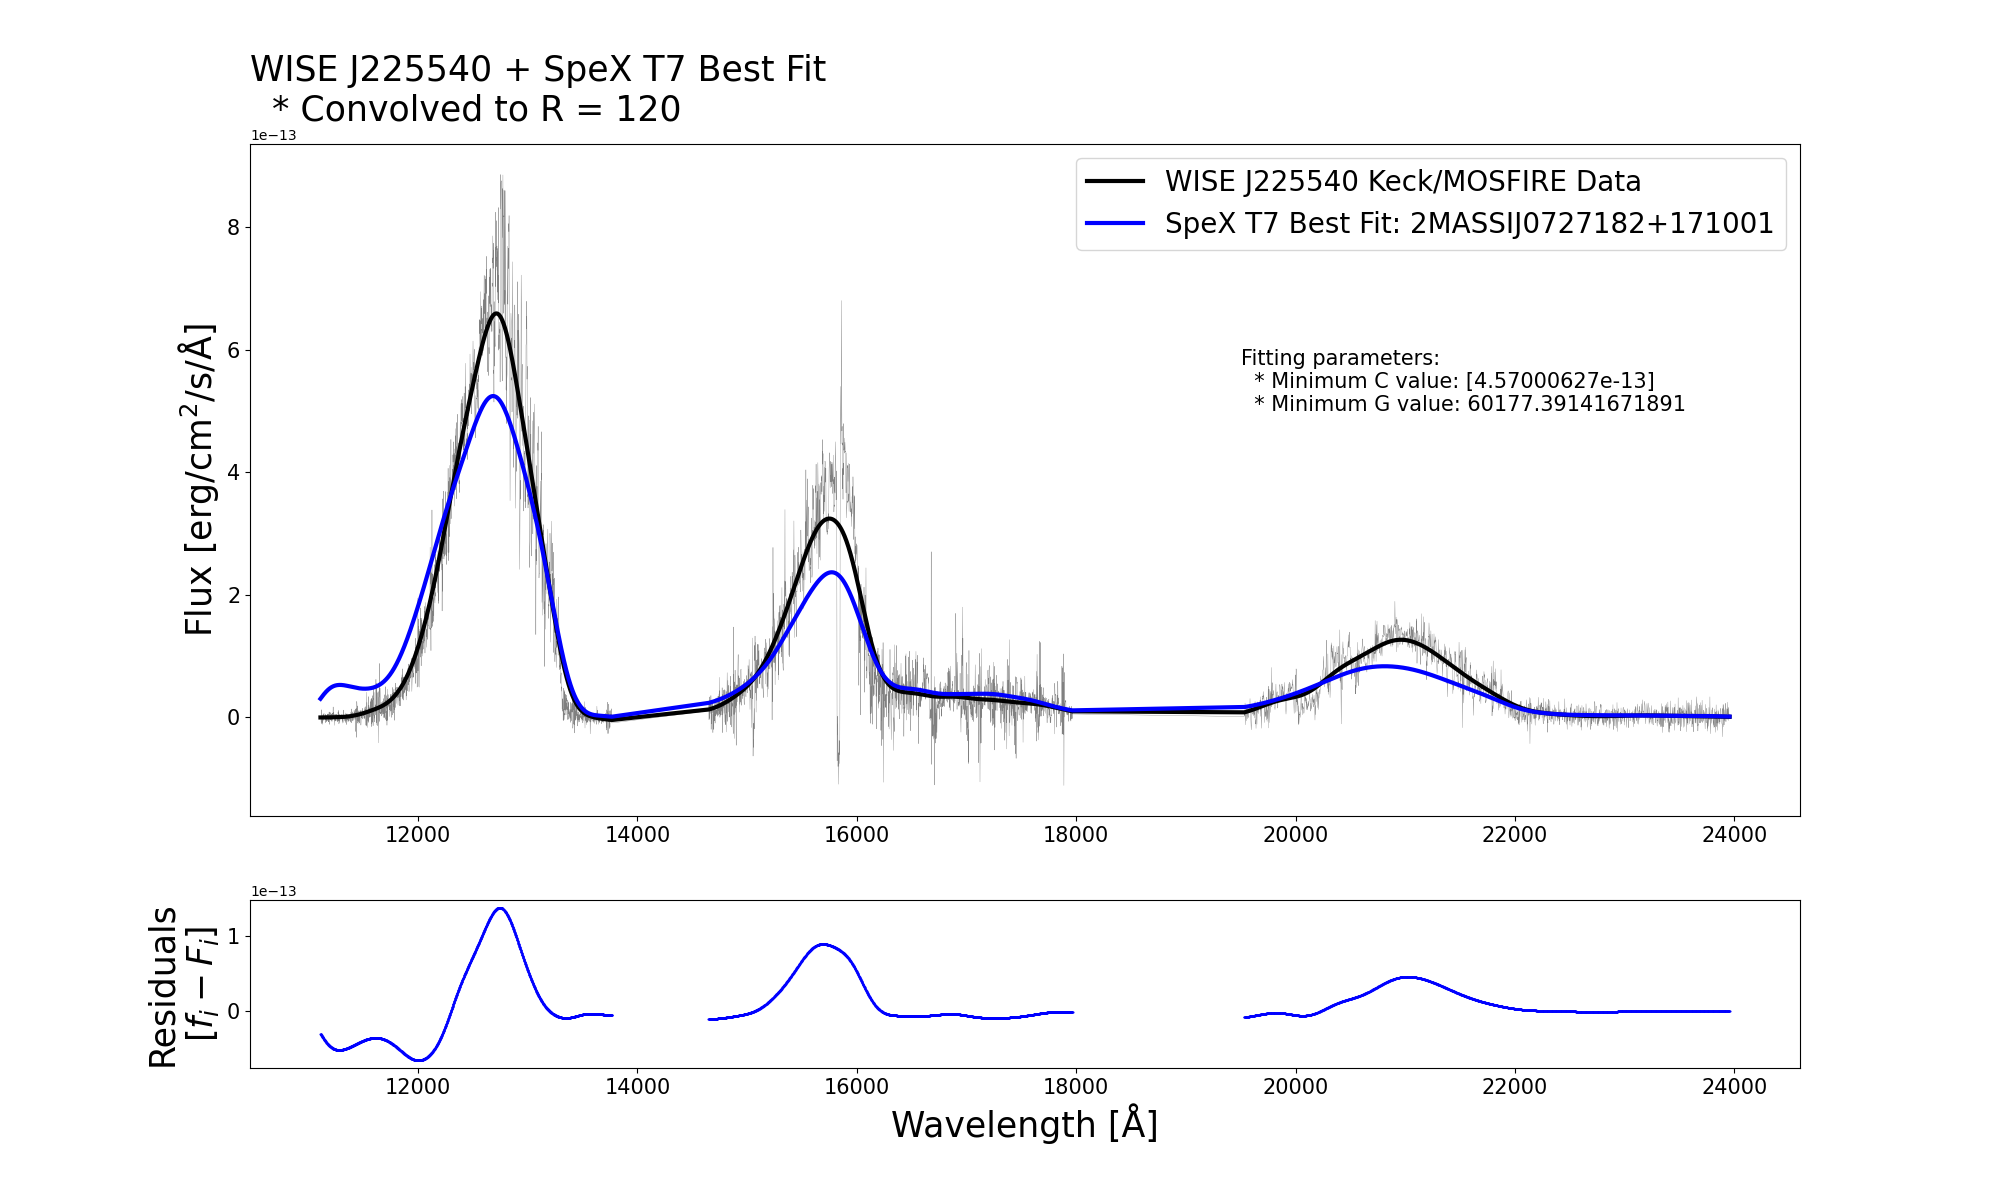 WISE J225540 + SpeX T7 Best Fit
* Convolved to R = 120
1e−13
WISE J225540 Keck/MOSFIRE Data
SpeX T7 Best Fit: 2MASSIJ0727182+171001
Fitting parameters:
* Minimum C value: [4.57000627e-13]
* Minimum G value: 60177.39141671891
Flux [erg/cm²/s/Å]
8
6
4
2
0
12000 14000 16000 18000 20000 22000 24000
1e−13
Residuals
[fᵢ − Fᵢ]
1
0
12000 14000 16000 18000 20000 22000 24000
Wavelength [Å]